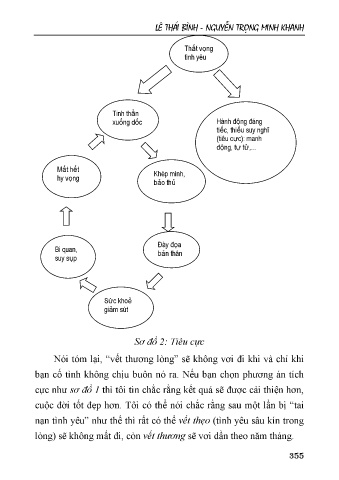 LÊ THÁI BÌNH - NGUYỄN TRỌNG MINH KHANH
Thất vọng
tình yêu
Tinh thần
xuống dốc
Hành động đáng
tiếc, thiếu suy nghĩ
(tiêu cực): manh
động, tự tử,...
Mất hết
hy vọng
Khép mình,
báo thù
Bi quan,
suy sụp
Đày đọa
bản thân
Sức khoẻ
giảm sút
Sơ đồ 2: Tiêu cực
Nói tóm lại, “vết thương lòng” sẽ không vơi đi khi và chỉ khi
bạn cố tình không chịu buôn nó ra. Nếu bạn chọn phương án tích
cực như sơ đồ 1 thì tôi tin chắc rằng kết quả sẽ được cải thiện hơn,
cuộc đời tốt đẹp hơn. Tôi có thể nói chắc rằng sau một lần bị “tai
nạn tình yêu” như thế thì rất có thể vết thẹo (tình yêu sâu kín trong
lòng) sẽ không mất đi, còn vết thương sẽ vơi dần theo năm tháng.
355